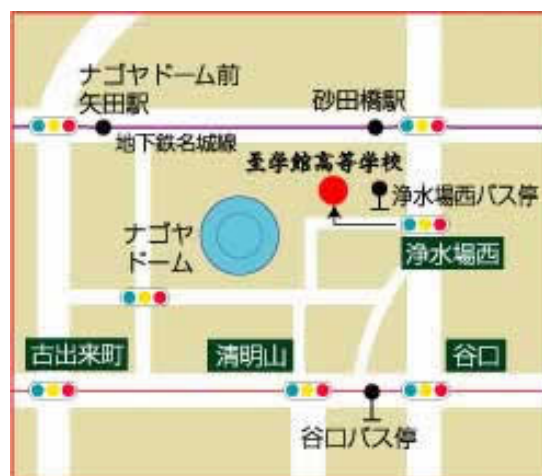 ナゴヤドーム前
矢田駅
砂田橋駅
地下鉄名城線
至学館高等学校
浄水場西バス停
ナゴヤ
ドーム
浄水場西
古出来町
清明山
谷口
谷口バス停